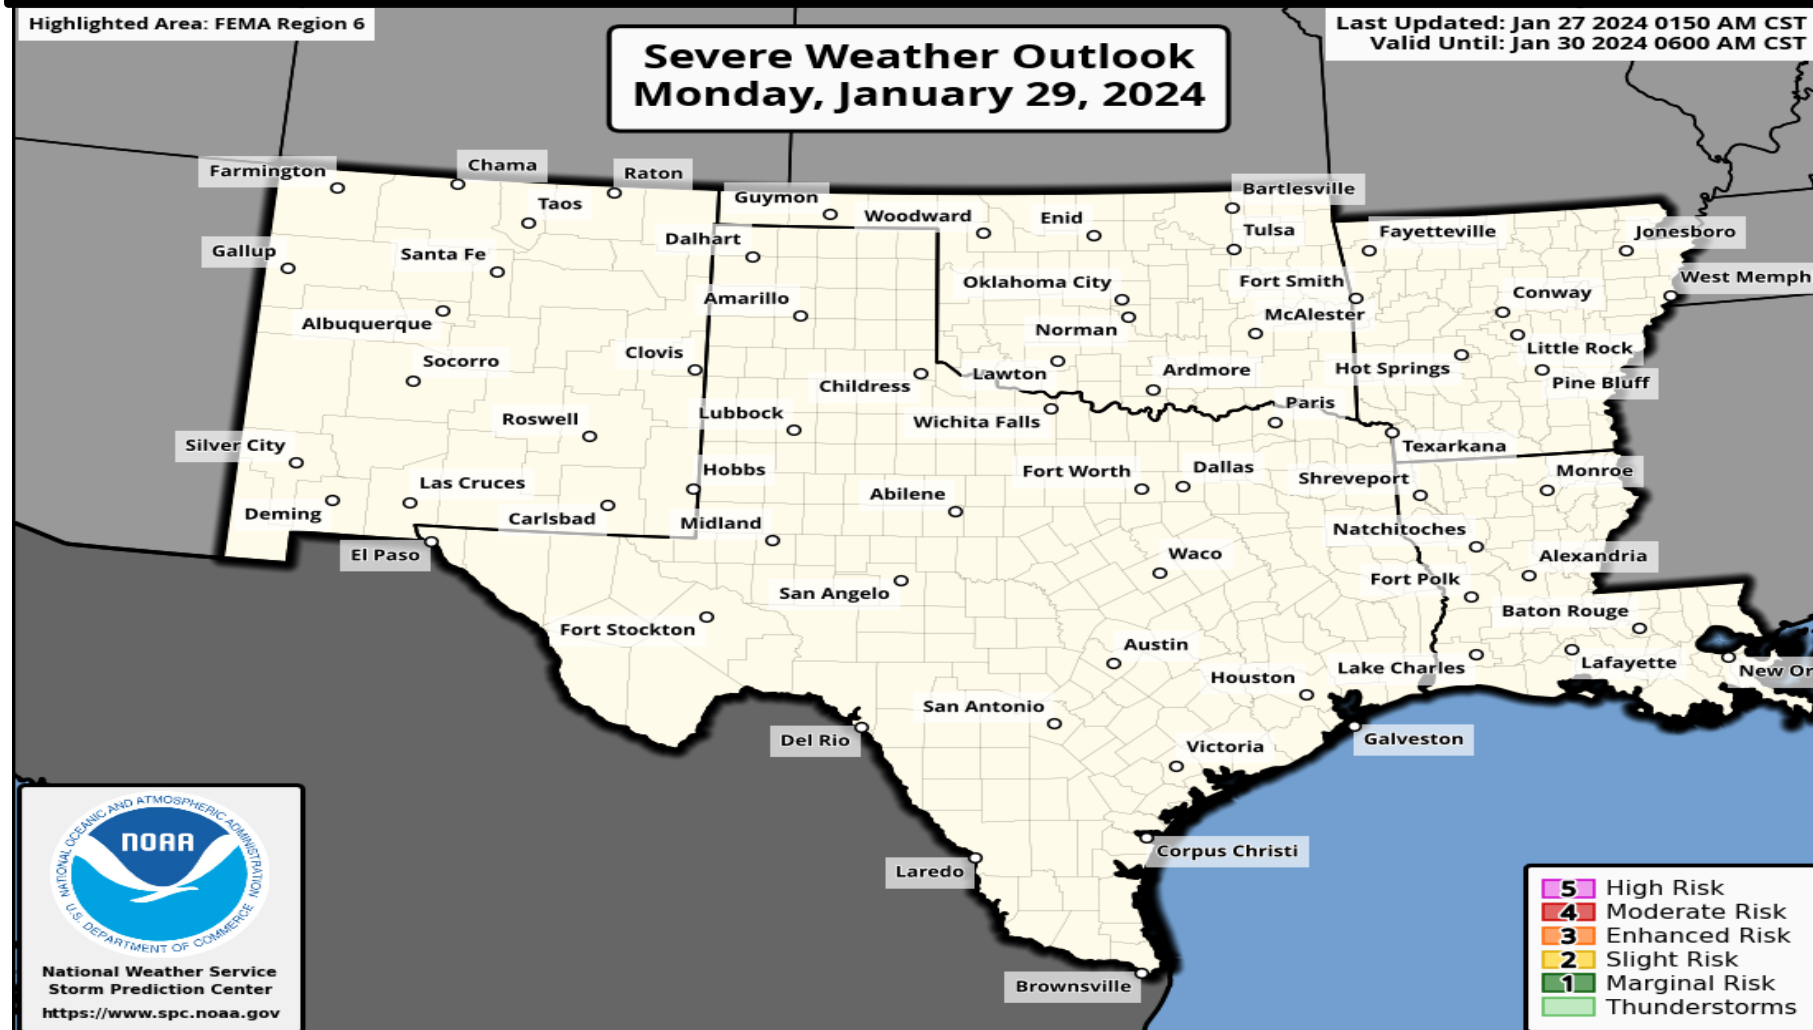 Highlighted Area: FEMA Region 6
Severe Weather Outlook
Monday, January 29, 2024
Last Updated: Jan 27 2024 0150 AM CST
Valid Until: Jan 30 2024 0600 AM CST
Farmington
Chama
Raton
Taos
Guymon
Woodward
Enid
Bartlesville
Tulsa
Fayetteville
Jonesboro
Gallup
Santa Fe
Dalhart
Oklahoma City
Fort Smith
Conway
West Memph
Albuquerque
Amarillo
Norman
McAlester
Little Rock
Socorro
Clovis
Childress
Lawton
Ardmore
Hot Springs
Pine Bluff
Roswell
Lubbock
Wichita Falls
Paris
Texarkana
Silver City
Las Cruces
Hobbs
Abilene
Fort Worth
Dallas
Shreveport
Monroe
Deming
Carlsbad
Midland
Natchitoches
El Paso
Waco
Alexandria
San Angelo
Fort Polk
Fort Stockton
Austin
Baton Rouge
Houston
Lake Charles
Lafayette
New Or
San Antonio
Del Rio
Victoria
Galveston
Laredo
Corpus Christi
Brownsville
NATIONAL OCEANIC AND ATMOSPHERIC ADMINISTRATION
NOAA
U.S. DEPARTMENT OF COMMERCE
National Weather Service
Storm Prediction Center
https://www.spc.noaa.gov
5 High Risk
4 Moderate Risk
3 Enhanced Risk
2 Slight Risk
1 Marginal Risk
Thunderstorms